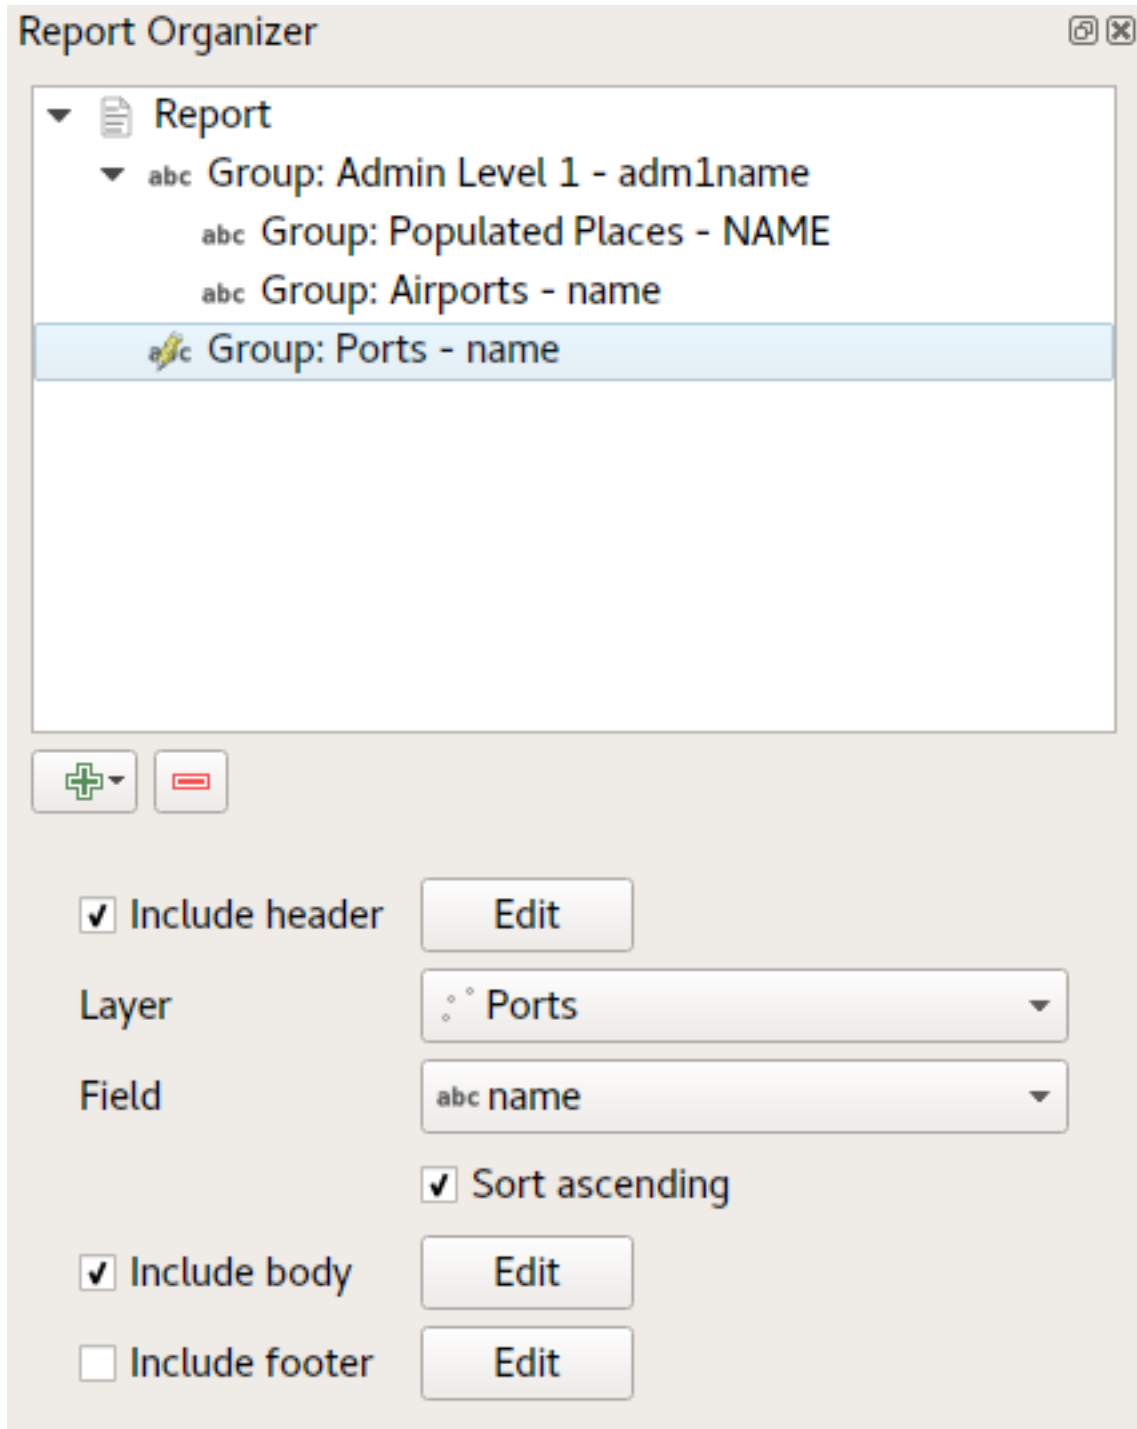 Report Organizer
Report
abc Group: Admin Level 1 - adm1name
abc Group: Populated Places - NAME
abc Group: Airports - name
abc Group: Ports - name
Include header Edit
Layer Ports
Field abc name
Sort ascending
Include body Edit
Include footer Edit